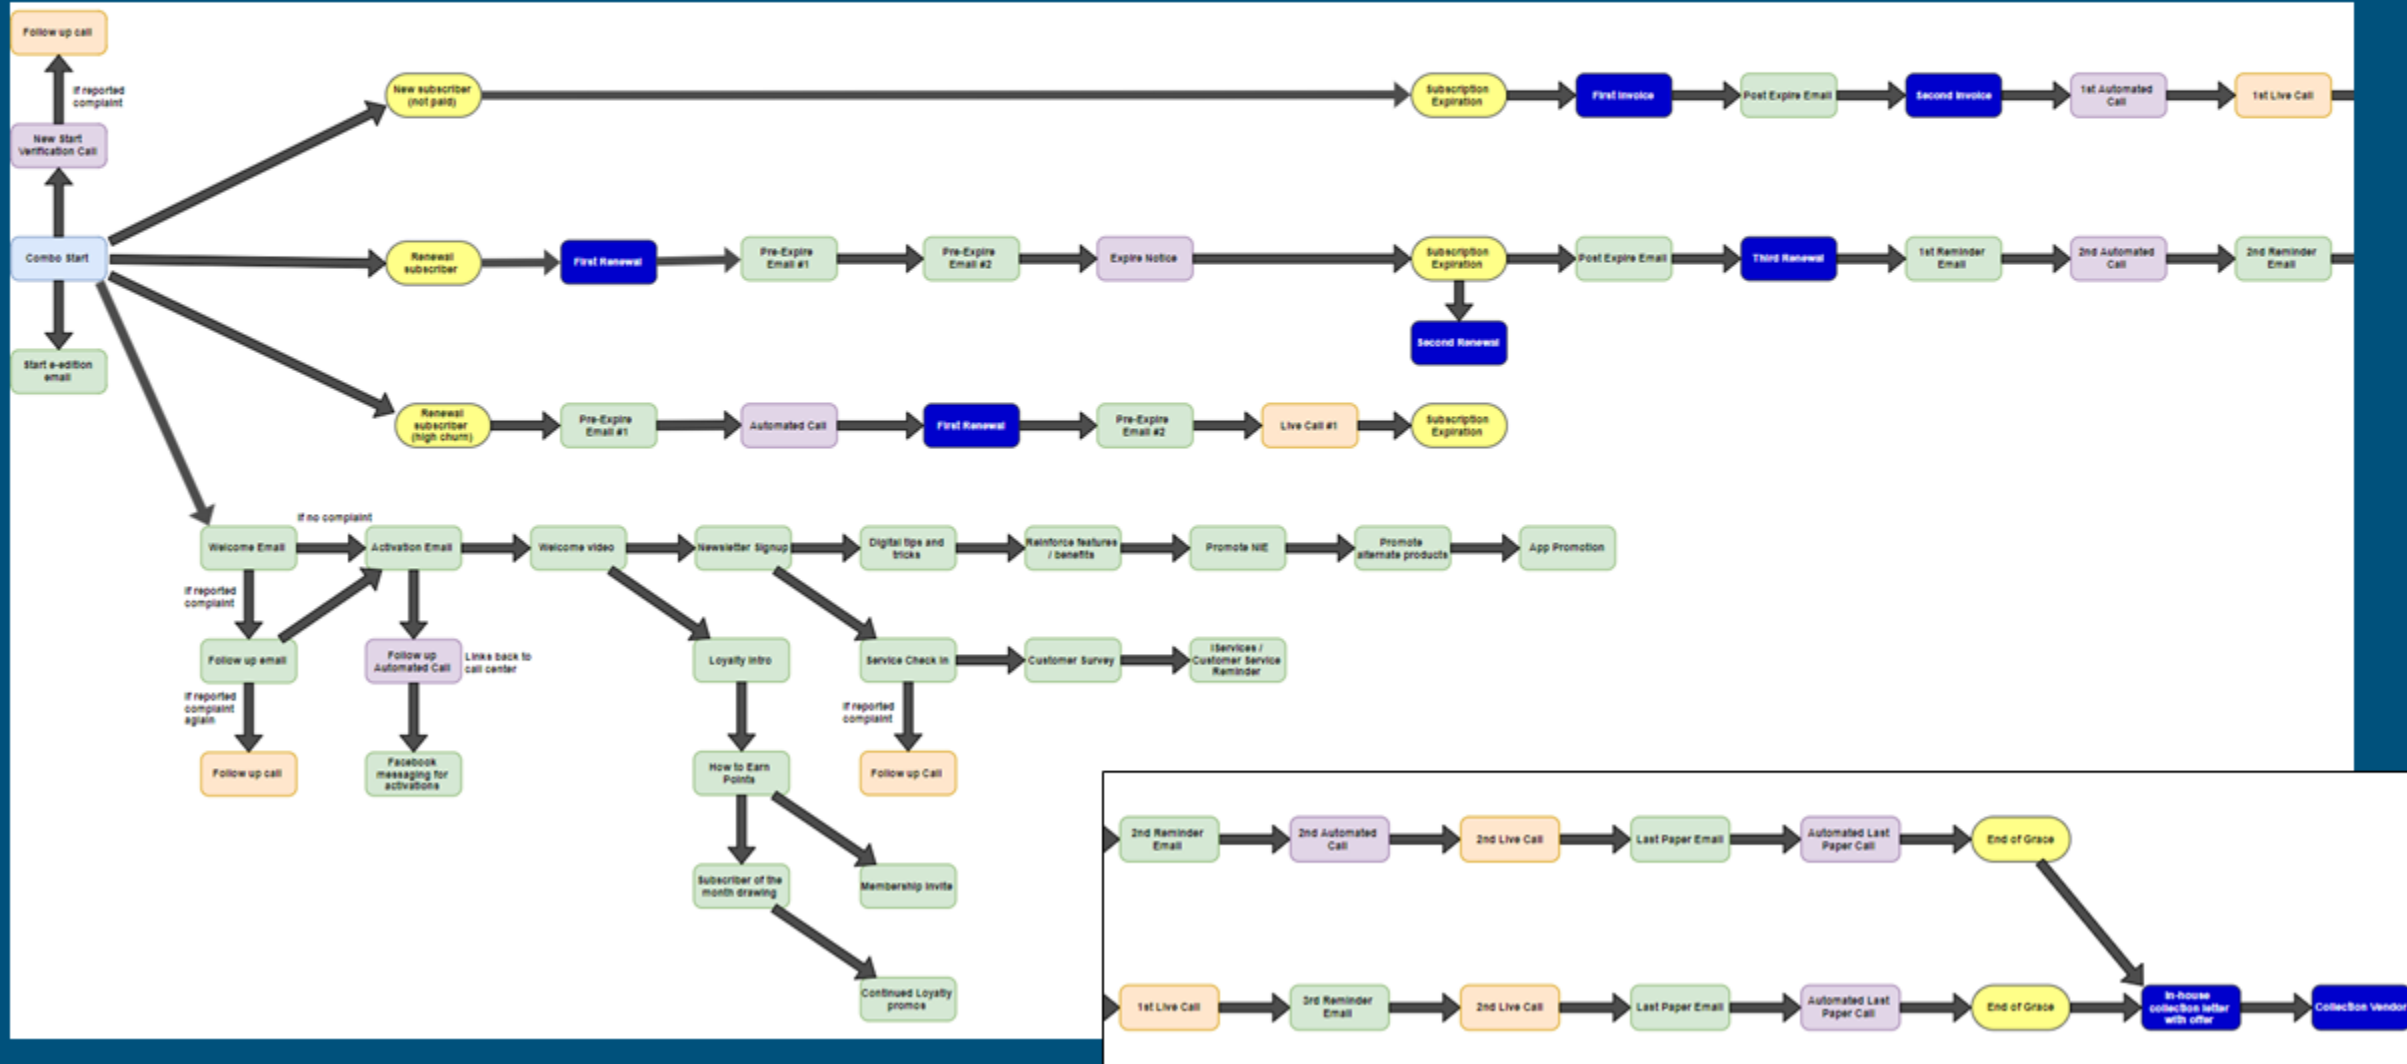 Follow up call
If reported
complaint
New Start
Verification Call
Combo Start
Start e-edition
email
New subscriber
(not paid)
Subscription
Expiration
First Invoice
Post Expire Email
Second Invoice
1st Automated
Call
1st Live Call
Renewal
subscriber
First Renewal
Pre-Expire
Email #1
Pre-Expire
Email #2
Expire Notice
Subscription
Expiration
Post Expire Email
Third Renewal
1st Reminder
Email
2nd Automated
Call
2nd Reminder
Email
Second Renewal
Renewal
subscriber
(high churn)
Pre-Expire
Email #1
Automated Call
First Renewal
Pre-Expire
Email #2
Live Call #1
Subscription
Expiration
Welcome Email
If no complaint
Activation Email
Welcome video
Newsletter Signup
Digital tips and
tricks
Reinforce features
/ benefits
Promote NIE
Promote
alternate products
App Promotion
If reported
complaint
Follow up email
Follow up
Automated Call
Links back to
call center
Loyalty Intro
Service Check In
Customer Survey
iServices /
Customer Service
Reminder
If reported
complaint
again
If reported
complaint
Follow up call
Facebook
messaging for
activations
How to Earn
Points
Follow up Call
Subscriber of the
month drawing
Membership Invite
Continued Loyalty
promos
2nd Reminder
Email
2nd Automated
Call
2nd Live Call
Last Paper Email
Automated Last
Paper Call
End of Grace
1st Live Call
3rd Reminder
Email
2nd Live Call
Last Paper Email
Automated Last
Paper Call
End of Grace
In-house
collection letter
with offer
Collection Vendor